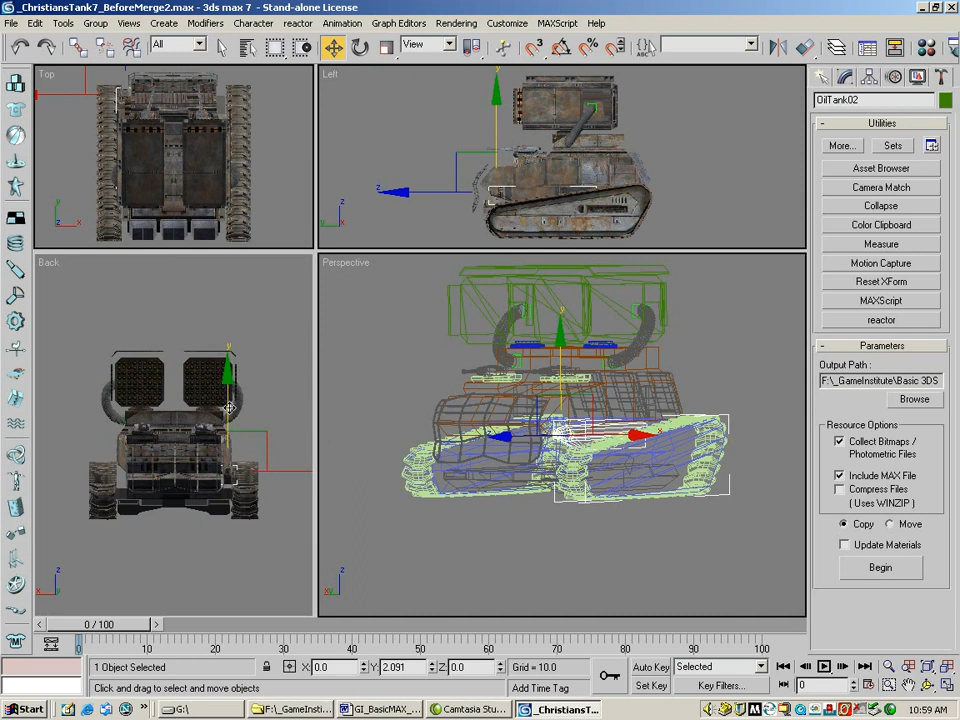 _ChristiansTank7_BeforeMerge2.max - 3ds max 7 - Stand-alone License
File Edit Tools Group Views Create Modifiers Character reactor Animation Graph Editors Rendering Customize MAXScript Help
All View
Top
Left
Back
Perspective
OilTank02
- Utilities
More... Sets
Asset Browser
Camera Match
Collapse
Color Clipboard
Measure
Motion Capture
Reset XForm
MAXScript
reactor
- Parameters
Output Path:
F:\_GameInstitute\Basic 3DS
Browse
Resource Options
Collect Bitmaps /
Photometric Files
Include MAX File
Compress Files
( Uses WINZIP )
Copy Move
Update Materials
Begin
< 0 / 100 >
0 10 20 30 40 50 60 70 80 90 100
1 Object Selected X: 0.0 Y: 2.091 Z: 0.0 Grid = 10.0 Auto Key Selected
Click and drag to select and move objects Add Time Tag Set Key Key Filters... 0
Start G:\ F:\_GameInsti... GI_BasicMAX_... Camtasia Stu... _ChristiansT... 10:59 AM